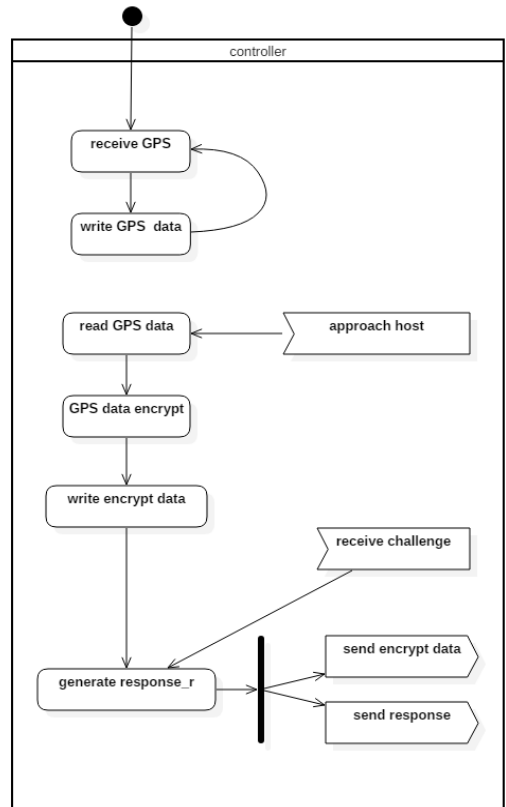 controller
receive GPS
write GPS  data
read GPS data
approach host
GPS data encrypt
write encrypt data
receive challenge
generate response_r
send encrypt data
send response